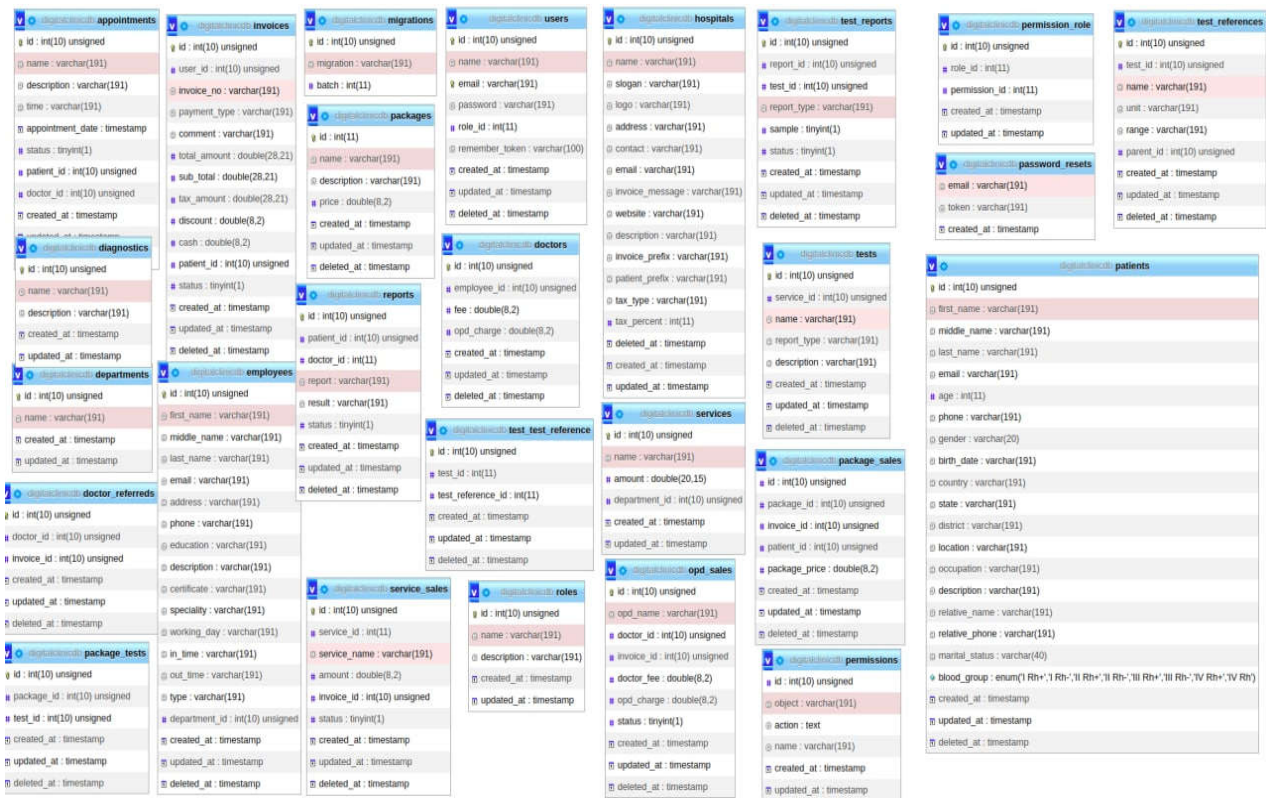 digitalclinicdb appointments
id : int(10) unsigned
name : varchar(191)
description : varchar(191)
time : varchar(191)
appointment_date : timestamp
status : tinyint(1)
patient_id : int(10) unsigned
doctor_id : int(10) unsigned
created_at : timestamp
updated_at : timestamp
digitalclinicdb diagnostics
id : int(10) unsigned
name : varchar(191)
description : varchar(191)
created_at : timestamp
updated_at : timestamp
digitalclinicdb departments
id : int(10) unsigned
name : varchar(191)
created_at : timestamp
updated_at : timestamp
digitalclinicdb doctor_referreds
id : int(10) unsigned
doctor_id : int(10) unsigned
invoice_id : int(10) unsigned
created_at : timestamp
updated_at : timestamp
deleted_at : timestamp
digitalclinicdb package_tests
id : int(10) unsigned
package_id : int(10) unsigned
test_id : int(10) unsigned
created_at : timestamp
updated_at : timestamp
deleted_at : timestamp
digitalclinicdb invoices
id : int(10) unsigned
user_id : int(10) unsigned
invoice_no : varchar(191)
payment_type : varchar(191)
comment : varchar(191)
total_amount : double(28,21)
sub_total : double(28,21)
tax_amount : double(28,21)
discount : double(8,2)
cash : double(8,2)
patient_id : int(10) unsigned
status : tinyint(1)
created_at : timestamp
updated_at : timestamp
deleted_at : timestamp
digitalclinicdb employees
id : int(10) unsigned
first_name : varchar(191)
middle_name : varchar(191)
last_name : varchar(191)
email : varchar(191)
address : varchar(191)
phone : varchar(191)
education : varchar(191)
description : varchar(191)
certificate : varchar(191)
speciality : varchar(191)
working_day : varchar(191)
in_time : varchar(191)
out_time : varchar(191)
type : varchar(191)
department_id : int(10) unsigned
created_at : timestamp
updated_at : timestamp
deleted_at : timestamp
digitalclinicdb migrations
id : int(10) unsigned
migration : varchar(191)
batch : int(11)
digitalclinicdb packages
id : int(11)
name : varchar(191)
description : varchar(191)
price : double(8,2)
created_at : timestamp
updated_at : timestamp
deleted_at : timestamp
digitalclinicdb reports
id : int(10) unsigned
patient_id : int(10) unsigned
doctor_id : int(11)
report : varchar(191)
result : varchar(191)
status : tinyint(1)
created_at : timestamp
updated_at : timestamp
deleted_at : timestamp
digitalclinicdb service_sales
id : int(10) unsigned
service_id : int(11)
service_name : varchar(191)
amount : double(8,2)
invoice_id : int(10) unsigned
status : tinyint(1)
created_at : timestamp
updated_at : timestamp
deleted_at : timestamp
digitalclinicdb users
id : int(10) unsigned
name : varchar(191)
email : varchar(191)
password : varchar(191)
role_id : int(11)
remember_token : varchar(100)
created_at : timestamp
updated_at : timestamp
deleted_at : timestamp
digitalclinicdb doctors
id : int(10) unsigned
employee_id : int(10) unsigned
fee : double(8,2)
opd_charge : double(8,2)
created_at : timestamp
updated_at : timestamp
deleted_at : timestamp
digitalclinicdb test_test_reference
id : int(10) unsigned
test_id : int(11)
test_reference_id : int(11)
created_at : timestamp
updated_at : timestamp
deleted_at : timestamp
digitalclinicdb roles
id : int(10) unsigned
name : varchar(191)
description : varchar(191)
created_at : timestamp
updated_at : timestamp
digitalclinicdb hospitals
id : int(10) unsigned
name : varchar(191)
slogan : varchar(191)
logo : varchar(191)
address : varchar(191)
contact : varchar(191)
email : varchar(191)
invoice_message : varchar(191)
website : varchar(191)
description : varchar(191)
invoice_prefix : varchar(191)
patient_prefix : varchar(191)
tax_type : varchar(191)
tax_percent : int(11)
deleted_at : timestamp
created_at : timestamp
updated_at : timestamp
digitalclinicdb services
id : int(10) unsigned
name : varchar(191)
amount : double(20,15)
department_id : int(10) unsigned
created_at : timestamp
updated_at : timestamp
digitalclinicdb opd_sales
id : int(10) unsigned
opd_name : varchar(191)
doctor_id : int(10) unsigned
invoice_id : int(10) unsigned
doctor_fee : double(8,2)
opd_charge : double(8,2)
status : tinyint(1)
created_at : timestamp
updated_at : timestamp
deleted_at : timestamp
digitalclinicdb test_reports
id : int(10) unsigned
report_id : int(10) unsigned
test_id : int(10) unsigned
report_type : varchar(191)
sample : tinyint(1)
status : tinyint(1)
created_at : timestamp
updated_at : timestamp
deleted_at : timestamp
digitalclinicdb tests
id : int(10) unsigned
service_id : int(10) unsigned
name : varchar(191)
report_type : varchar(191)
description : varchar(191)
created_at : timestamp
updated_at : timestamp
deleted_at : timestamp
digitalclinicdb package_sales
id : int(10) unsigned
package_id : int(10) unsigned
invoice_id : int(10) unsigned
patient_id : int(10) unsigned
package_price : double(8,2)
created_at : timestamp
updated_at : timestamp
deleted_at : timestamp
digitalclinicdb permissions
id : int(10) unsigned
object : varchar(191)
action : text
name : varchar(191)
created_at : timestamp
updated_at : timestamp
digitalclinicdb permission_role
id : int(10) unsigned
role_id : int(11)
permission_id : int(11)
created_at : timestamp
updated_at : timestamp
digitalclinicdb password_resets
email : varchar(191)
token : varchar(191)
created_at : timestamp
digitalclinicdb test_references
id : int(10) unsigned
test_id : int(10) unsigned
name : varchar(191)
unit : varchar(191)
range : varchar(191)
parent_id : int(10) unsigned
created_at : timestamp
updated_at : timestamp
deleted_at : timestamp
digitalclinicdb patients
id : int(10) unsigned
first_name : varchar(191)
middle_name : varchar(191)
last_name : varchar(191)
email : varchar(191)
age : int(11)
phone : varchar(191)
gender : varchar(20)
birth_date : varchar(191)
country : varchar(191)
state : varchar(191)
district : varchar(191)
location : varchar(191)
occupation : varchar(191)
description : varchar(191)
relative_name : varchar(191)
relative_phone : varchar(191)
marital_status : varchar(40)
blood_group : enum('I Rh+','I Rh-','II Rh+','II Rh-','III Rh+','III Rh-','IV Rh+','IV Rh')
created_at : timestamp
updated_at : timestamp
deleted_at : timestamp